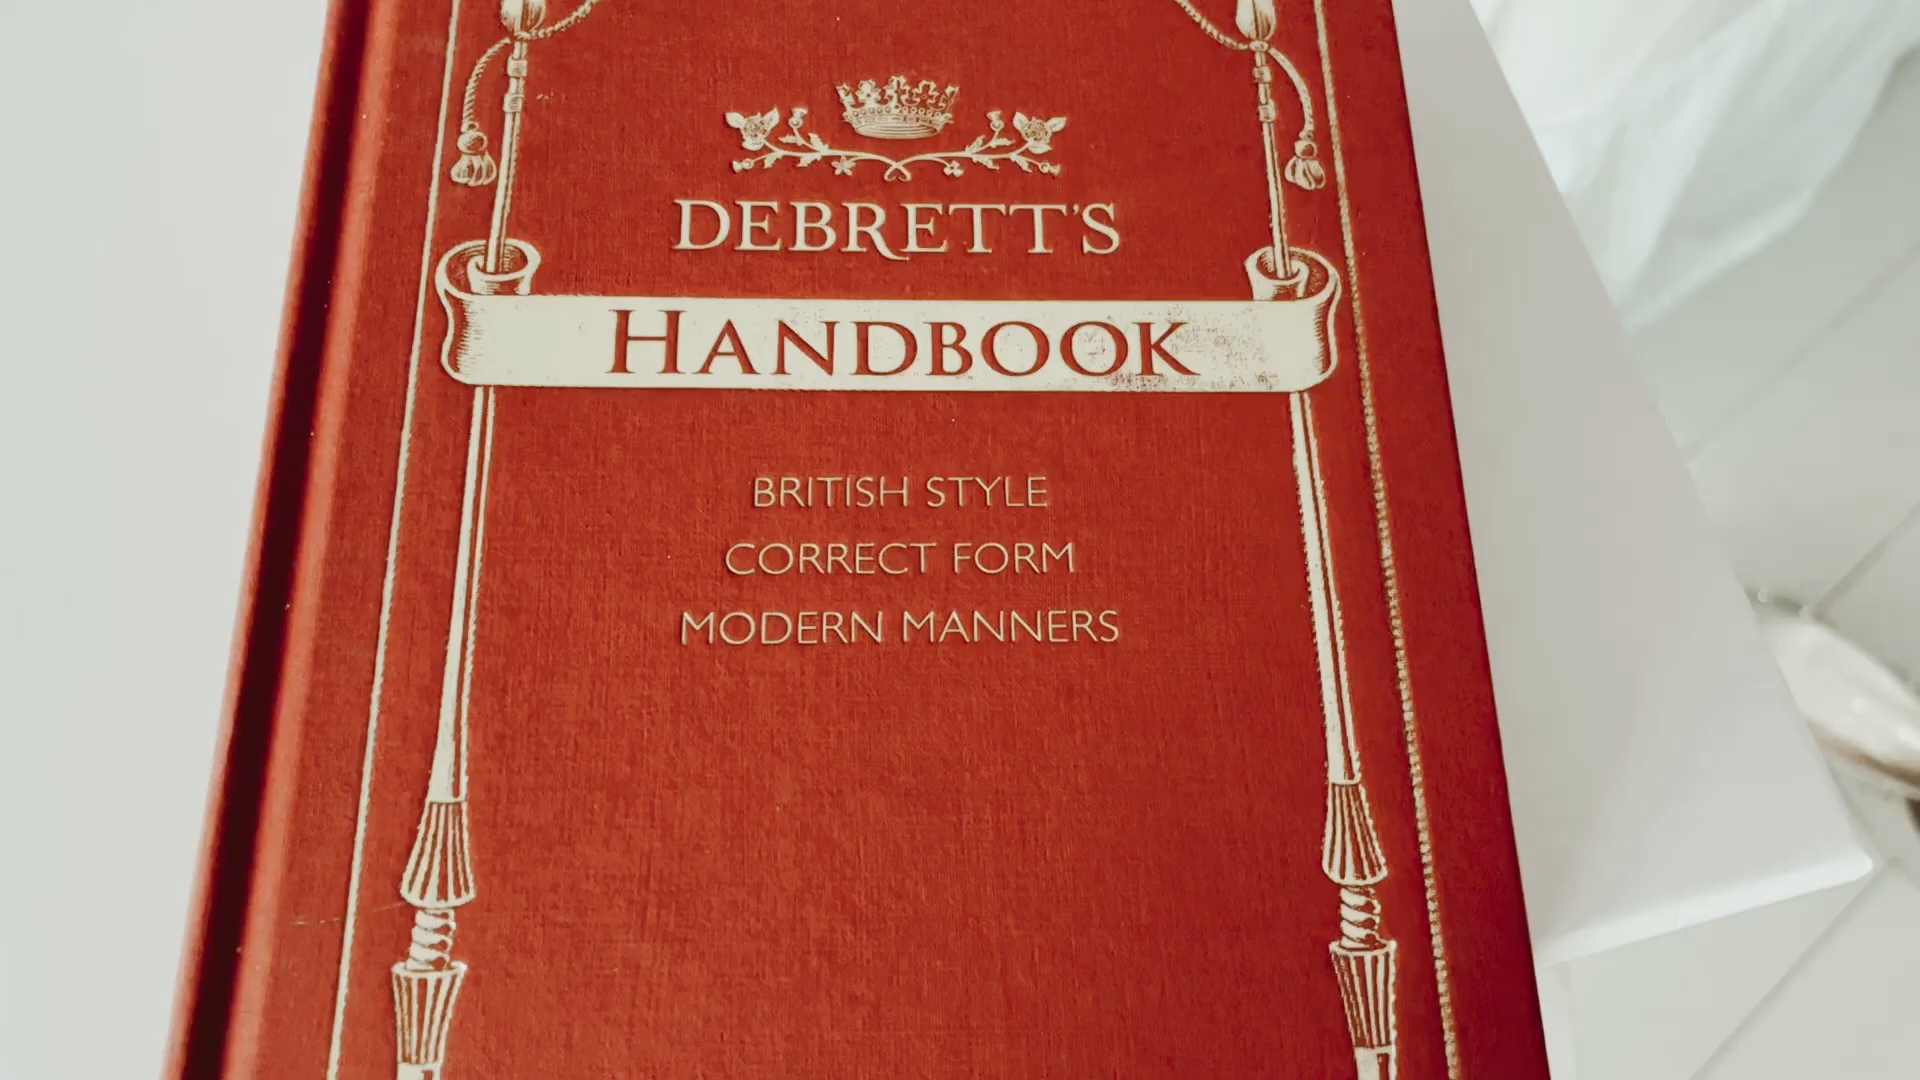 DEBRETT'S
HANDBOOK
BRITISH STYLE
CORRECT FORM
MODERN MANNERS